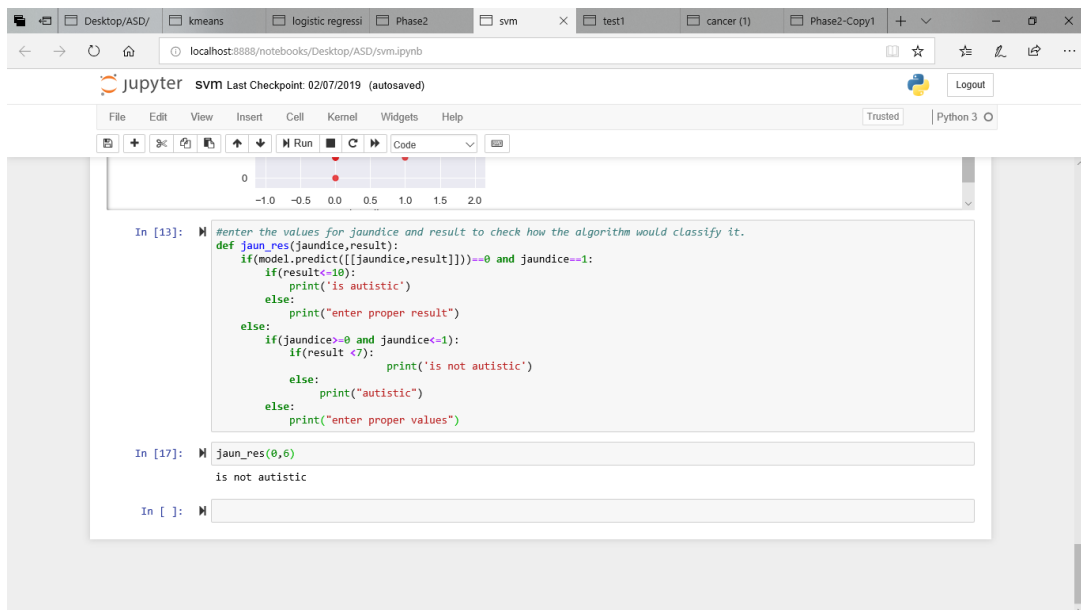 Desktop/ASD/ kmeans logistic regressi Phase2 svm test1 cancer (1) Phase2-Copy1
localhost:8888/notebooks/Desktop/ASD/svm.ipynb
jupyter svm Last Checkpoint: 02/07/2019 (autosaved) Logout
File Edit View Insert Cell Kernel Widgets Help Trusted Python 3
Run Code
0
−1.0 −0.5 0.0 0.5 1.0 1.5 2.0
In [13]: #enter the values for jaundice and result to check how the algorithm would classify it.
def jaun_res(jaundice,result):
if(model.predict([[jaundice,result]]))==0 and jaundice==1:
if(result<=10):
print('is autistic')
else:
print("enter proper result")
else:
if(jaundice>=0 and jaundice<=1):
if(result <7):
print('is not autistic')
else:
print("autistic")
else:
print("enter proper values")
In [17]: jaun_res(0,6)
is not autistic
In [ ]: